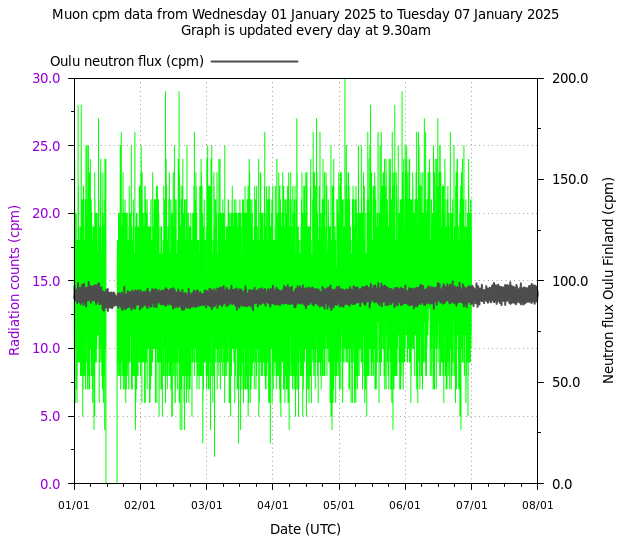 Muon cpm data from Wednesday 01 January 2025 to Tuesday 07 January 2025
Graph is updated every day at 9.30am
Oulu neutron flux (cpm)
30.0
25.0
20.0
15.0
10.0
5.0
0.0
Radiation counts (cpm)
200.0
150.0
100.0
50.0
0.0
Neutron flux Oulu Finland (cpm)
01/01 02/01 03/01 04/01 05/01 06/01 07/01 08/01
Date (UTC)